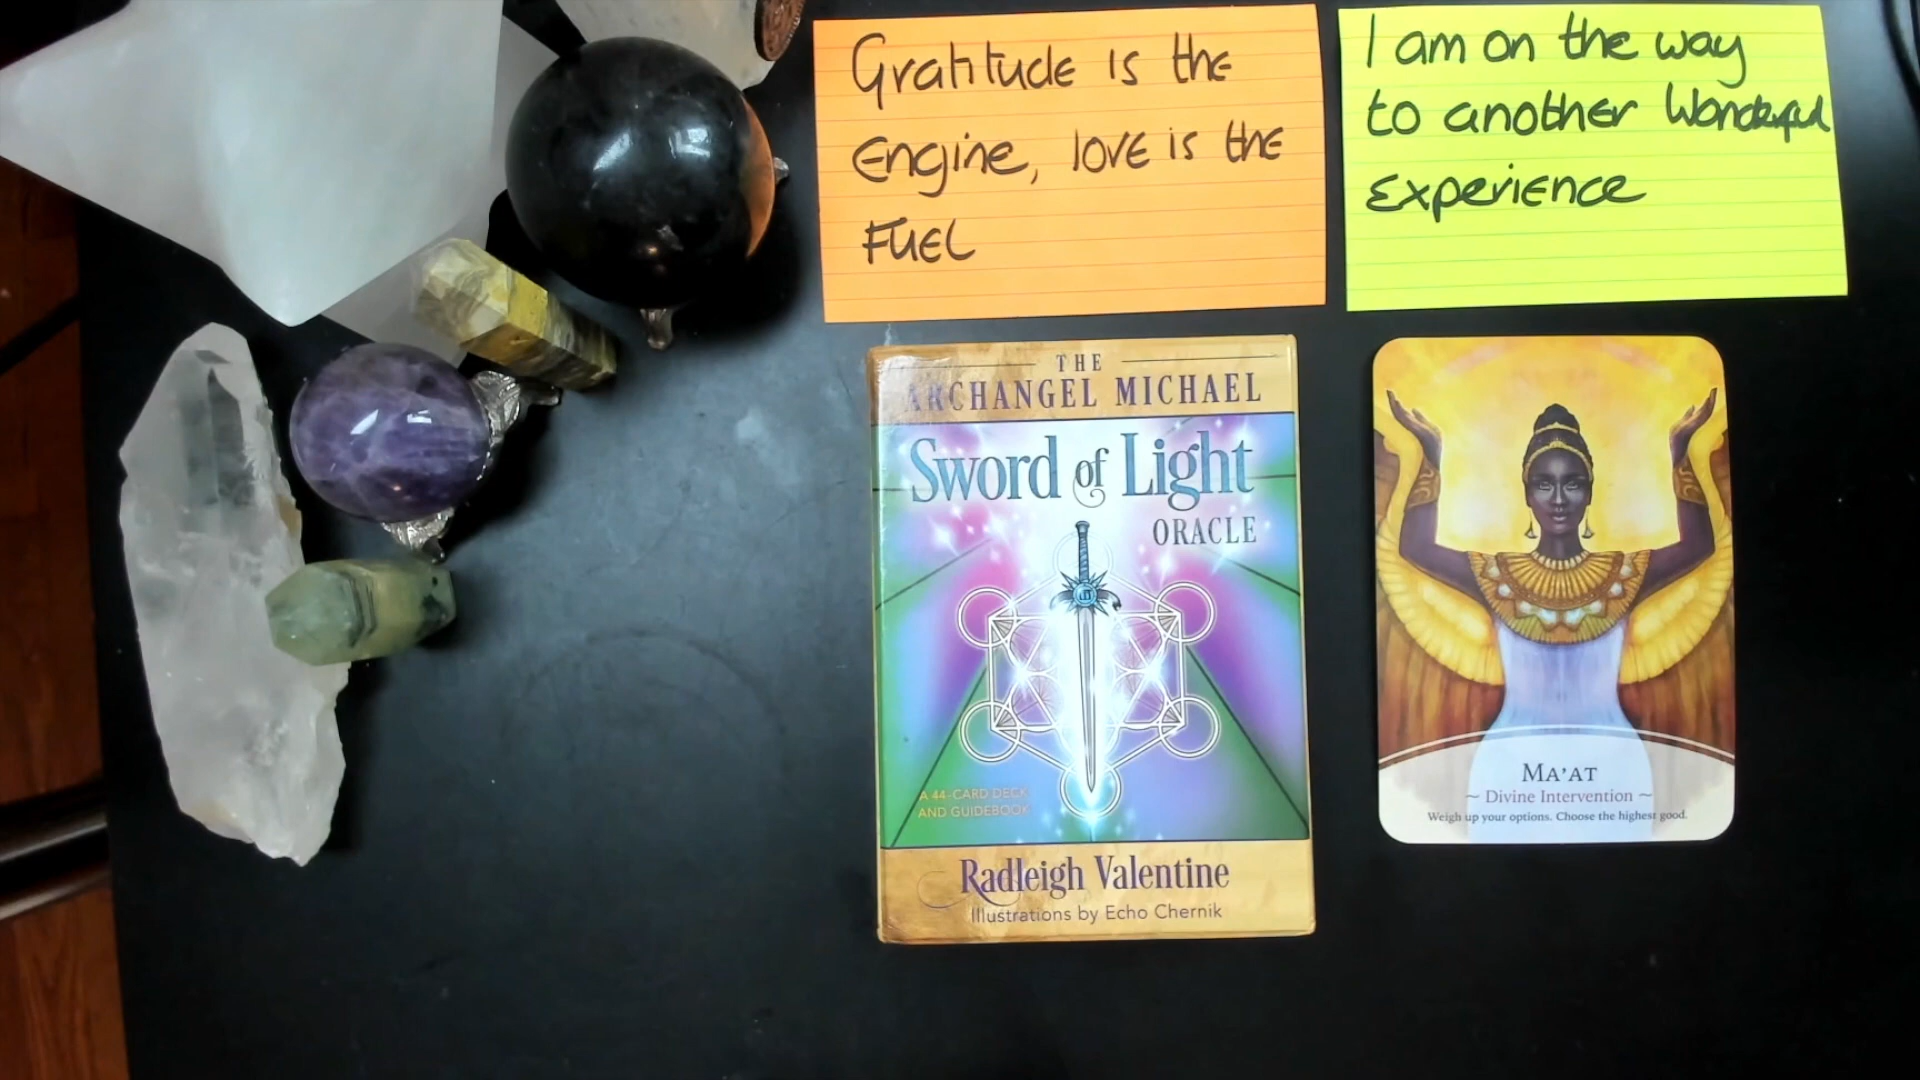 Gratitude is the
Engine, love is the
FUEL
I am on the way
to another Wonderful
Experience
THE
ARCHANGEL MICHAEL
Sword of Light
ORACLE
A 44-CARD DECK
AND GUIDEBOOK
Radleigh Valentine
Illustrations by Echo Chernik
MA'AT
~ Divine Intervention ~
Weigh up your options. Choose the highest good.